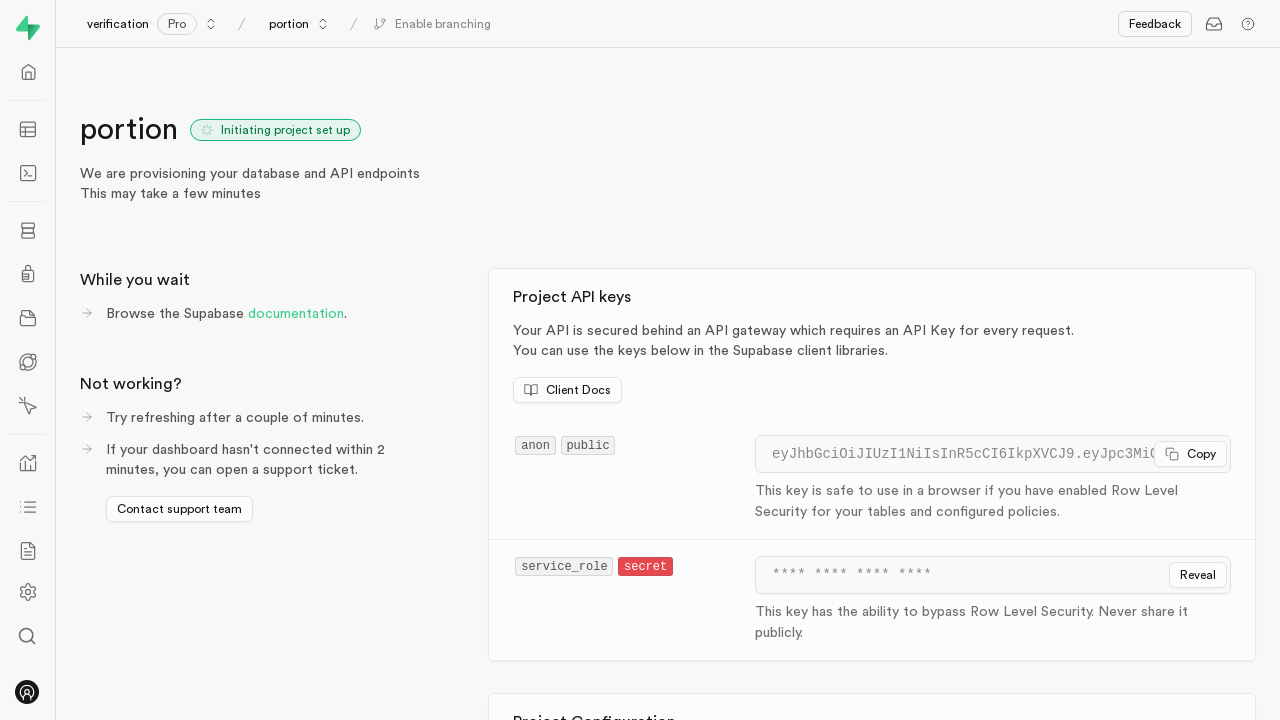 verification Pro / portion / Enable branching
Feedback
portion
Initiating project set up
We are provisioning your database and API endpoints
This may take a few minutes
While you wait
Browse the Supabase documentation.
Not working?
Try refreshing after a couple of minutes.
If your dashboard hasn't connected within 2
minutes, you can open a support ticket.
Contact support team
Project API keys
Your API is secured behind an API gateway which requires an API Key for every request.
You can use the keys below in the Supabase client libraries.
Client Docs
anon public
eyJhbGciOiJIUzI1NiIsInR5cCI6IkpXVCJ9.eyJpc3MiO
Copy
This key is safe to use in a browser if you have enabled Row Level
Security for your tables and configured policies.
service_role secret
**** **** **** ****
Reveal
This key has the ability to bypass Row Level Security. Never share it
publicly.
Project Configuration